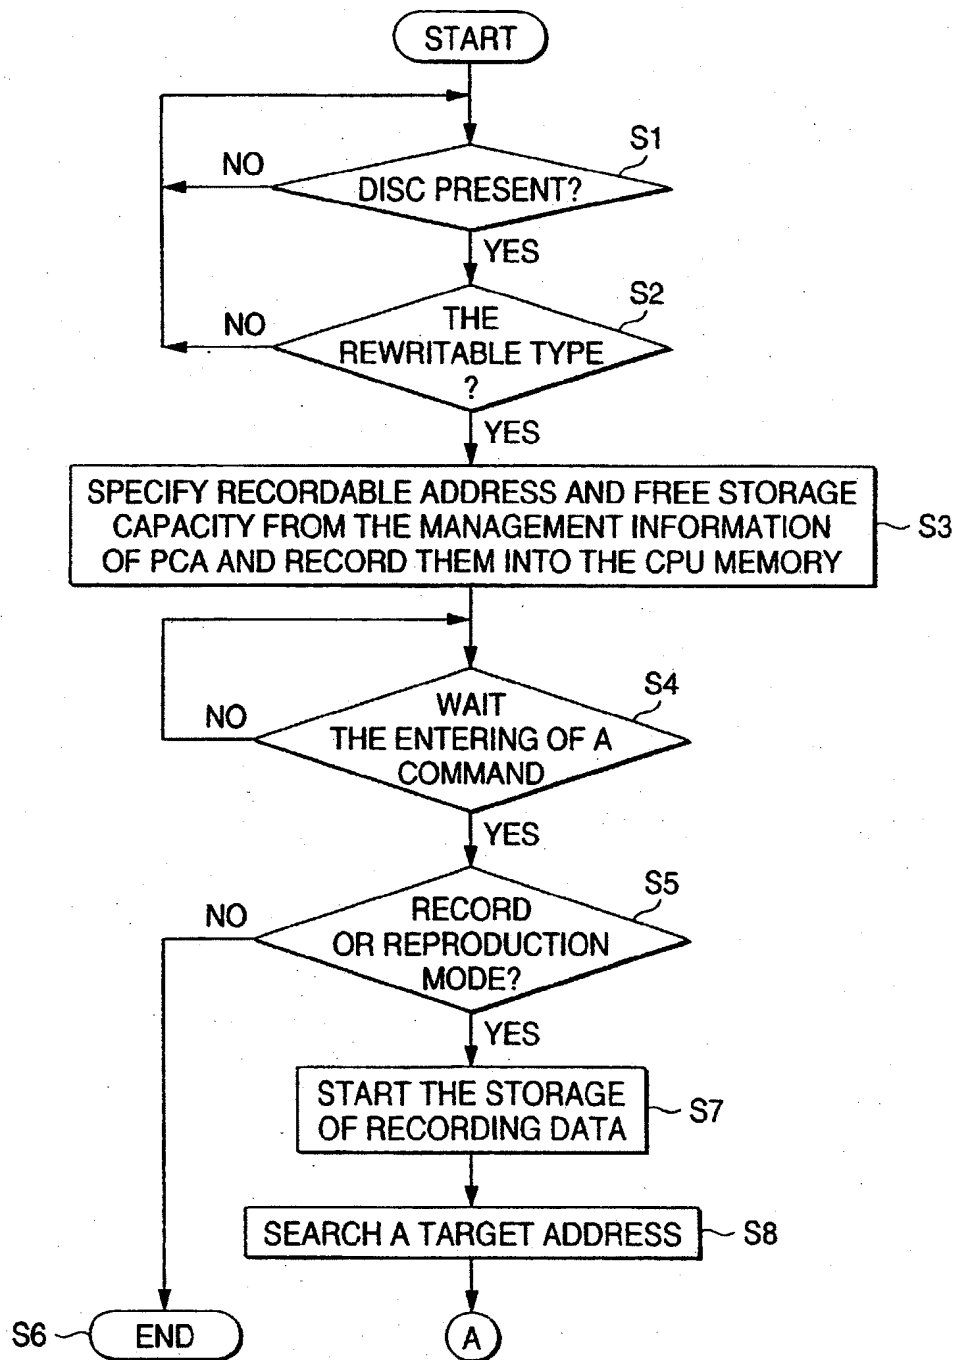 START
S1
NO
DISC PRESENT?
YES
S2
NO
THE
REWRITABLE TYPE
?
YES
SPECIFY RECORDABLE ADDRESS AND FREE STORAGE
CAPACITY FROM THE MANAGEMENT INFORMATION
OF PCA AND RECORD THEM INTO THE CPU MEMORY
S3
S4
NO
WAIT
THE ENTERING OF A
COMMAND
YES
S5
NO
RECORD
OR REPRODUCTION
MODE?
YES
START THE STORAGE
OF RECORDING DATA
S7
SEARCH A TARGET ADDRESS
S8
S6
END
A